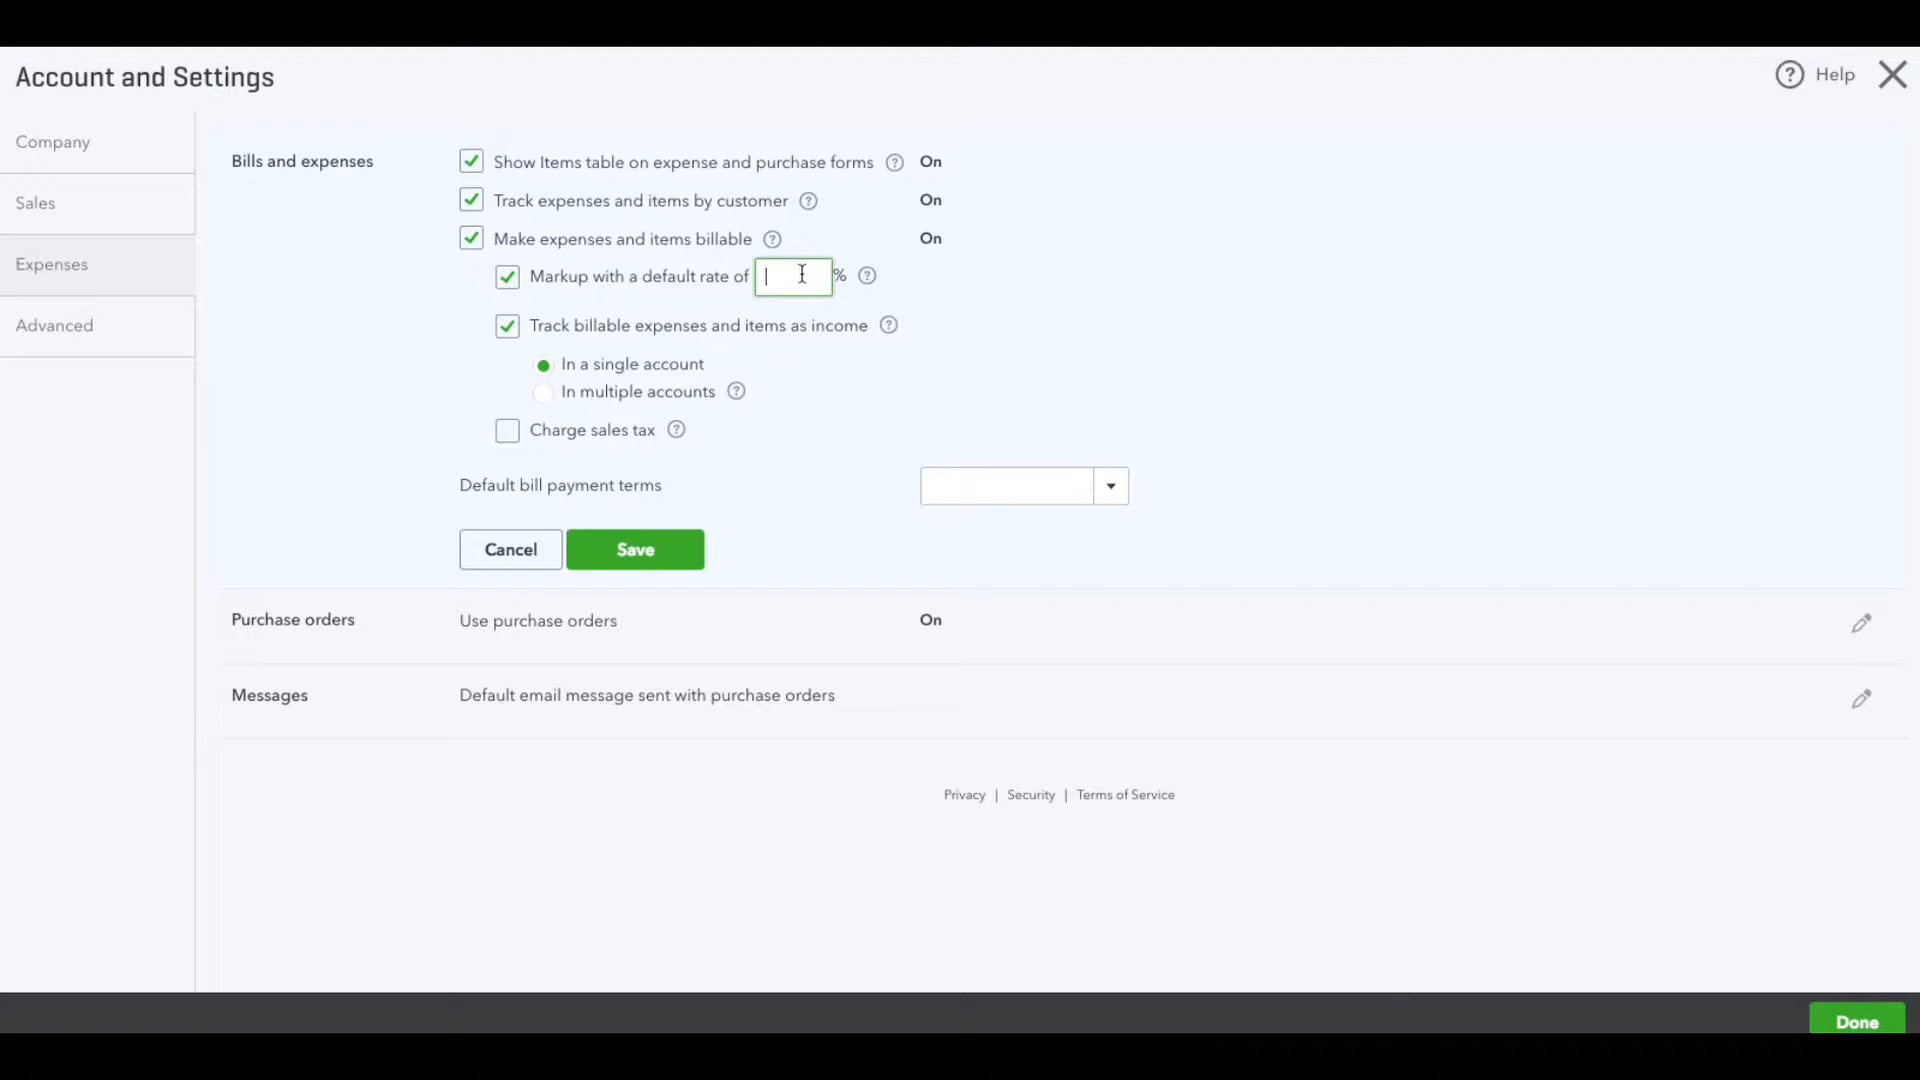 Account and Settings
? Help
Company
Sales
Expenses
Advanced
Bills and expenses
Show Items table on expense and purchase forms ? On
Track expenses and items by customer ? On
Make expenses and items billable ? On
Markup with a default rate of % ?
Track billable expenses and items as income ?
In a single account
In multiple accounts ?
Charge sales tax ?
Default bill payment terms
Cancel Save
Purchase orders Use purchase orders On
Messages Default email message sent with purchase orders
Privacy | Security | Terms of Service
Done